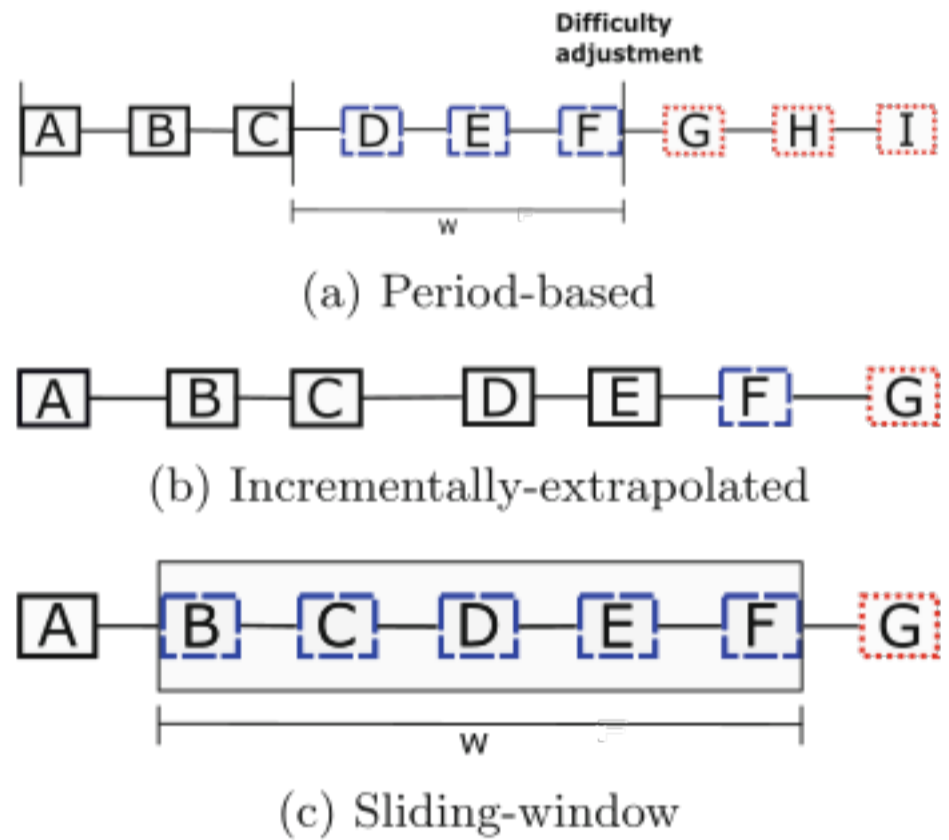 Difficulty
adjustment
A B C D E F G H I
w
(a) Period-based
A B C D E F G
(b) Incrementally-extrapolated
A B C D E F G
w
(c) Sliding-window